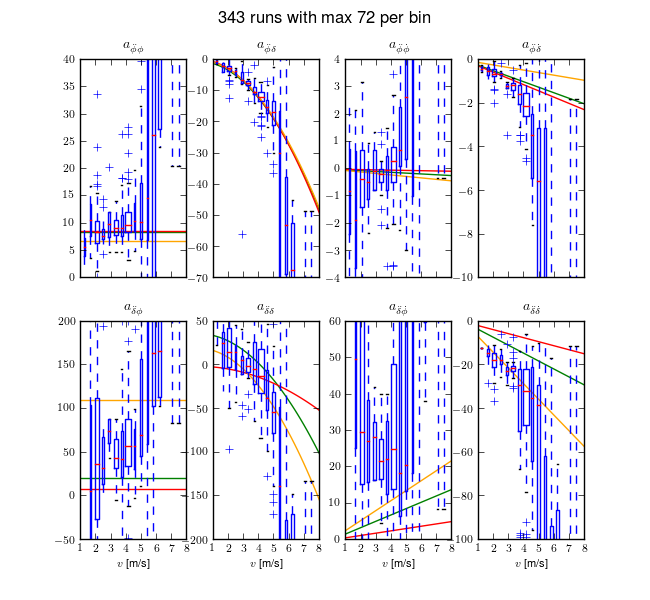 343 runs with max 72 per bin
a_{\ddot{\phi}\phi} a_{\ddot{\phi}\delta} a_{\ddot{\phi}\dot{\phi}} a_{\ddot{\phi}\dot{\delta}}
40 0 4 0
35
30 −10 3
25 −20 2 −2
20 −30 1 −4
15 −40 0 −6
10 −50 −1
5 −60 −2 −8
0 −70 −3
−4 −10
a_{\ddot{\delta}\phi} a_{\ddot{\delta}\delta} a_{\ddot{\delta}\dot{\phi}} a_{\ddot{\delta}\dot{\delta}}
200 50 60 0
150 0 50 −20
100 −50 40 −40
50 −100 30 −60
0 −150 20 −80
−50 −200 10 −100
0
1 2 3 4 5 6 7 8 1 2 3 4 5 6 7 8 1 2 3 4 5 6 7 8 1 2 3 4 5 6 7 8
v [m/s] v [m/s] v [m/s] v [m/s]